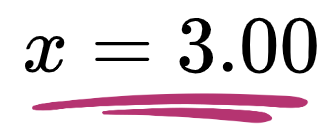 x = 3.00